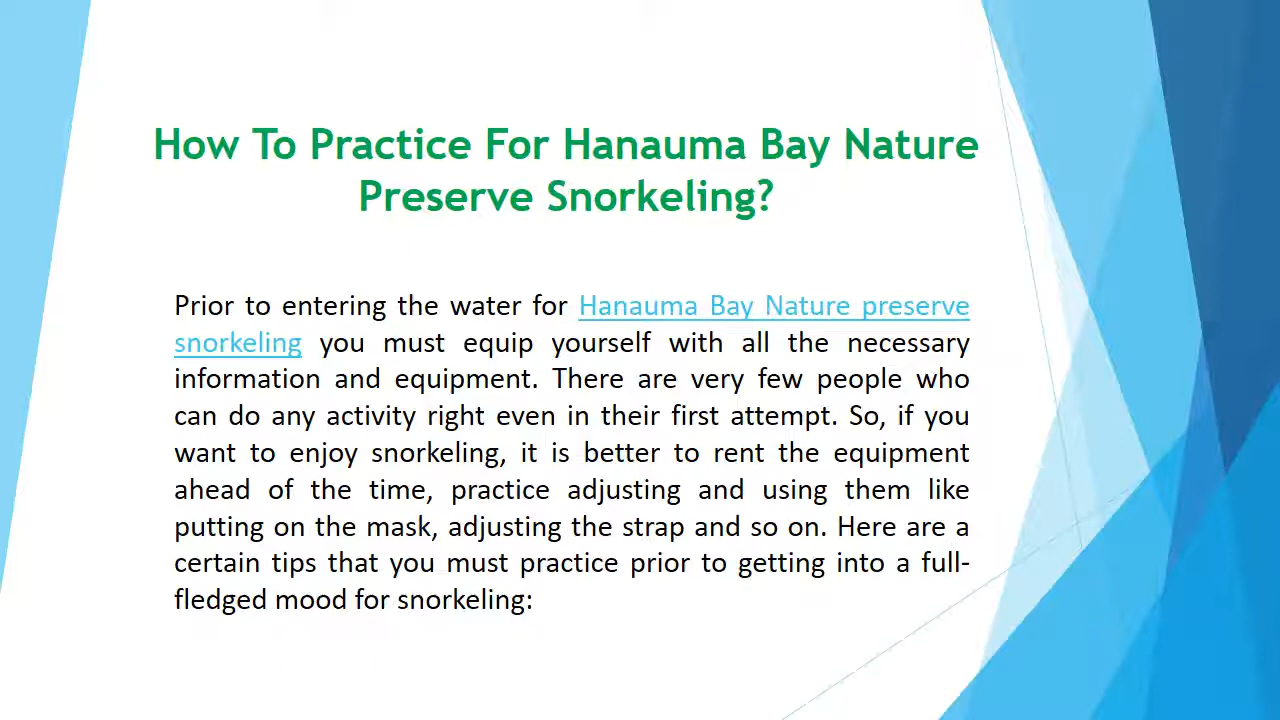 How To Practice For Hanauma Bay Nature
Preserve Snorkeling?
Prior to entering the water for Hanauma Bay Nature preserve
snorkeling you must equip yourself with all the necessary
information and equipment. There are very few people who
can do any activity right even in their first attempt. So, if you
want to enjoy snorkeling, it is better to rent the equipment
ahead of the time, practice adjusting and using them like
putting on the mask, adjusting the strap and so on. Here are a
certain tips that you must practice prior to getting into a full-
fledged mood for snorkeling: